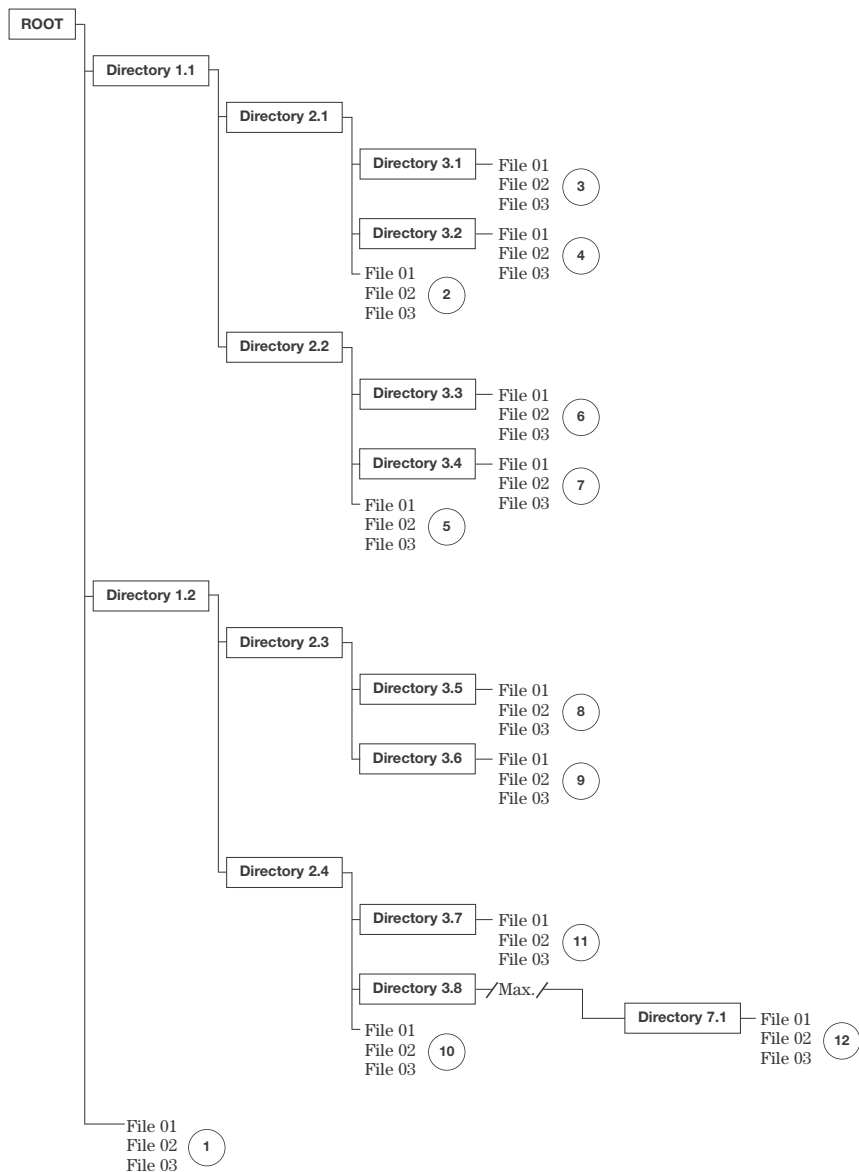 ROOT
Directory 1.1
Directory 2.1
Directory 3.1
File 01
File 02
File 03
3
Directory 3.2
File 01
File 02
File 03
4
File 01
File 02
File 03
2
Directory 2.2
Directory 3.3
File 01
File 02
File 03
6
Directory 3.4
File 01
File 02
File 03
7
File 01
File 02
File 03
5
Directory 1.2
Directory 2.3
Directory 3.5
File 01
File 02
File 03
8
Directory 3.6
File 01
File 02
File 03
9
Directory 2.4
Directory 3.7
File 01
File 02
File 03
11
Directory 3.8
Max.
Directory 7.1
File 01
File 02
File 03
12
File 01
File 02
File 03
10
File 01
File 02
File 03
1